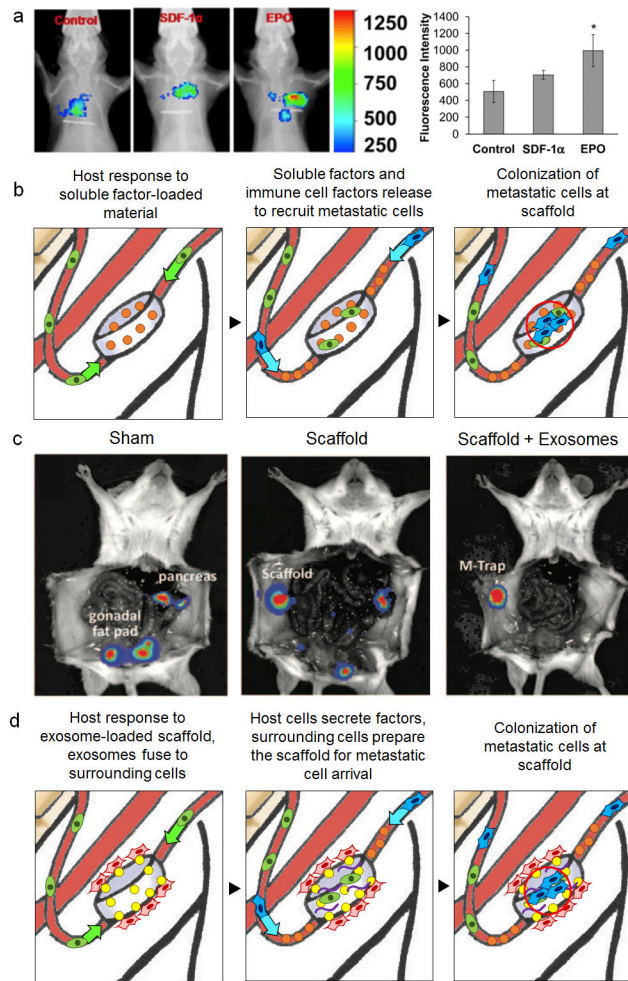 a
Control
SDF-1α
EPO
1250
1000
750
500
250
Fluorescence Intensity
1400
1200
1000
800
600
400
200
0
*
Control
SDF-1α
EPO
b
Host response to
soluble factor-loaded
material
Soluble factors and
immune cell factors release
to recruit metastatic cells
Colonization of
metastatic cells at
scaffold
c
Sham
Scaffold
Scaffold + Exosomes
pancreas
gonadal
fat pad
Scaffold
M-Trap
d
Host response to
exosome-loaded scaffold,
exosomes fuse to
surrounding cells
Host cells secrete factors,
surrounding cells prepare
the scaffold for metastatic
cell arrival
Colonization of
metastatic cells at
scaffold